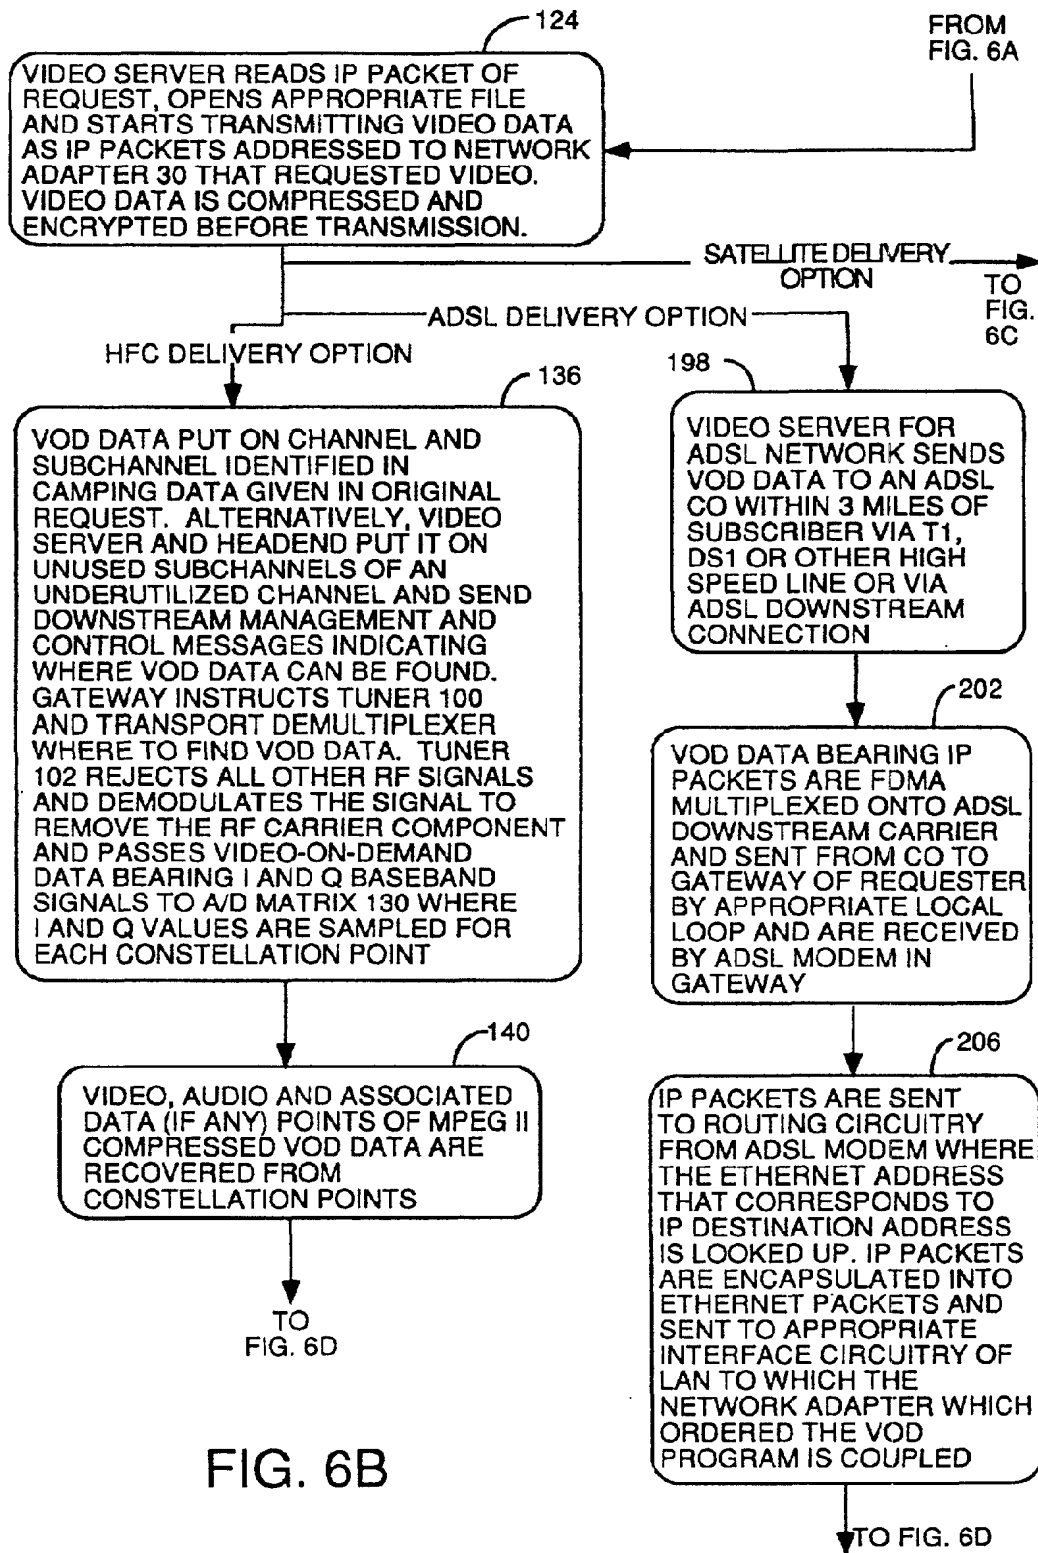 124
FROM
FIG. 6A
VIDEO SERVER READS IP PACKET OF
REQUEST, OPENS APPROPRIATE FILE
AND STARTS TRANSMITTING VIDEO DATA
AS IP PACKETS ADDRESSED TO NETWORK
ADAPTER 30 THAT REQUESTED VIDEO.
VIDEO DATA IS COMPRESSED AND
ENCRYPTED BEFORE TRANSMISSION.
SATELLITE DELIVERY
OPTION
TO
FIG.
6C
ADSL DELIVERY OPTION
HFC DELIVERY OPTION
136
VOD DATA PUT ON CHANNEL AND
SUBCHANNEL IDENTIFIED IN
CAMPING DATA GIVEN IN ORIGINAL
REQUEST. ALTERNATIVELY, VIDEO
SERVER AND HEADEND PUT IT ON
UNUSED SUBCHANNELS OF AN
UNDERUTILIZED CHANNEL AND SEND
DOWNSTREAM MANAGEMENT AND
CONTROL MESSAGES INDICATING
WHERE VOD DATA CAN BE FOUND.
GATEWAY INSTRUCTS TUNER 100
AND TRANSPORT DEMULTIPLEXER
WHERE TO FIND VOD DATA. TUNER
102 REJECTS ALL OTHER RF SIGNALS
AND DEMODULATES THE SIGNAL TO
REMOVE THE RF CARRIER COMPONENT
AND PASSES VIDEO-ON-DEMAND
DATA BEARING I AND Q BASEBAND
SIGNALS TO A/D MATRIX 130 WHERE
I AND Q VALUES ARE SAMPLED FOR
EACH CONSTELLATION POINT
140
VIDEO, AUDIO AND ASSOCIATED
DATA (IF ANY) POINTS OF MPEG II
COMPRESSED VOD DATA ARE
RECOVERED FROM
CONSTELLATION POINTS
TO
FIG. 6D
198
VIDEO SERVER FOR
ADSL NETWORK SENDS
VOD DATA TO AN ADSL
CO WITHIN 3 MILES OF
SUBSCRIBER VIA T1,
DS1 OR OTHER HIGH
SPEED LINE OR VIA
ADSL DOWNSTREAM
CONNECTION
202
VOD DATA BEARING IP
PACKETS ARE FDMA
MULTIPLEXED ONTO ADSL
DOWNSTREAM CARRIER
AND SENT FROM CO TO
GATEWAY OF REQUESTER
BY APPROPRIATE LOCAL
LOOP AND ARE RECEIVED
BY ADSL MODEM IN
GATEWAY
206
IP PACKETS ARE SENT
TO ROUTING CIRCUITRY
FROM ADSL MODEM WHERE
THE ETHERNET ADDRESS
THAT CORRESPONDS TO
IP DESTINATION ADDRESS
IS LOOKED UP. IP PACKETS
ARE ENCAPSULATED INTO
ETHERNET PACKETS AND
SENT TO APPROPRIATE
INTERFACE CIRCUITRY OF
LAN TO WHICH THE
NETWORK ADAPTER WHICH
ORDERED THE VOD
PROGRAM IS COUPLED
TO FIG. 6D
FIG. 6B